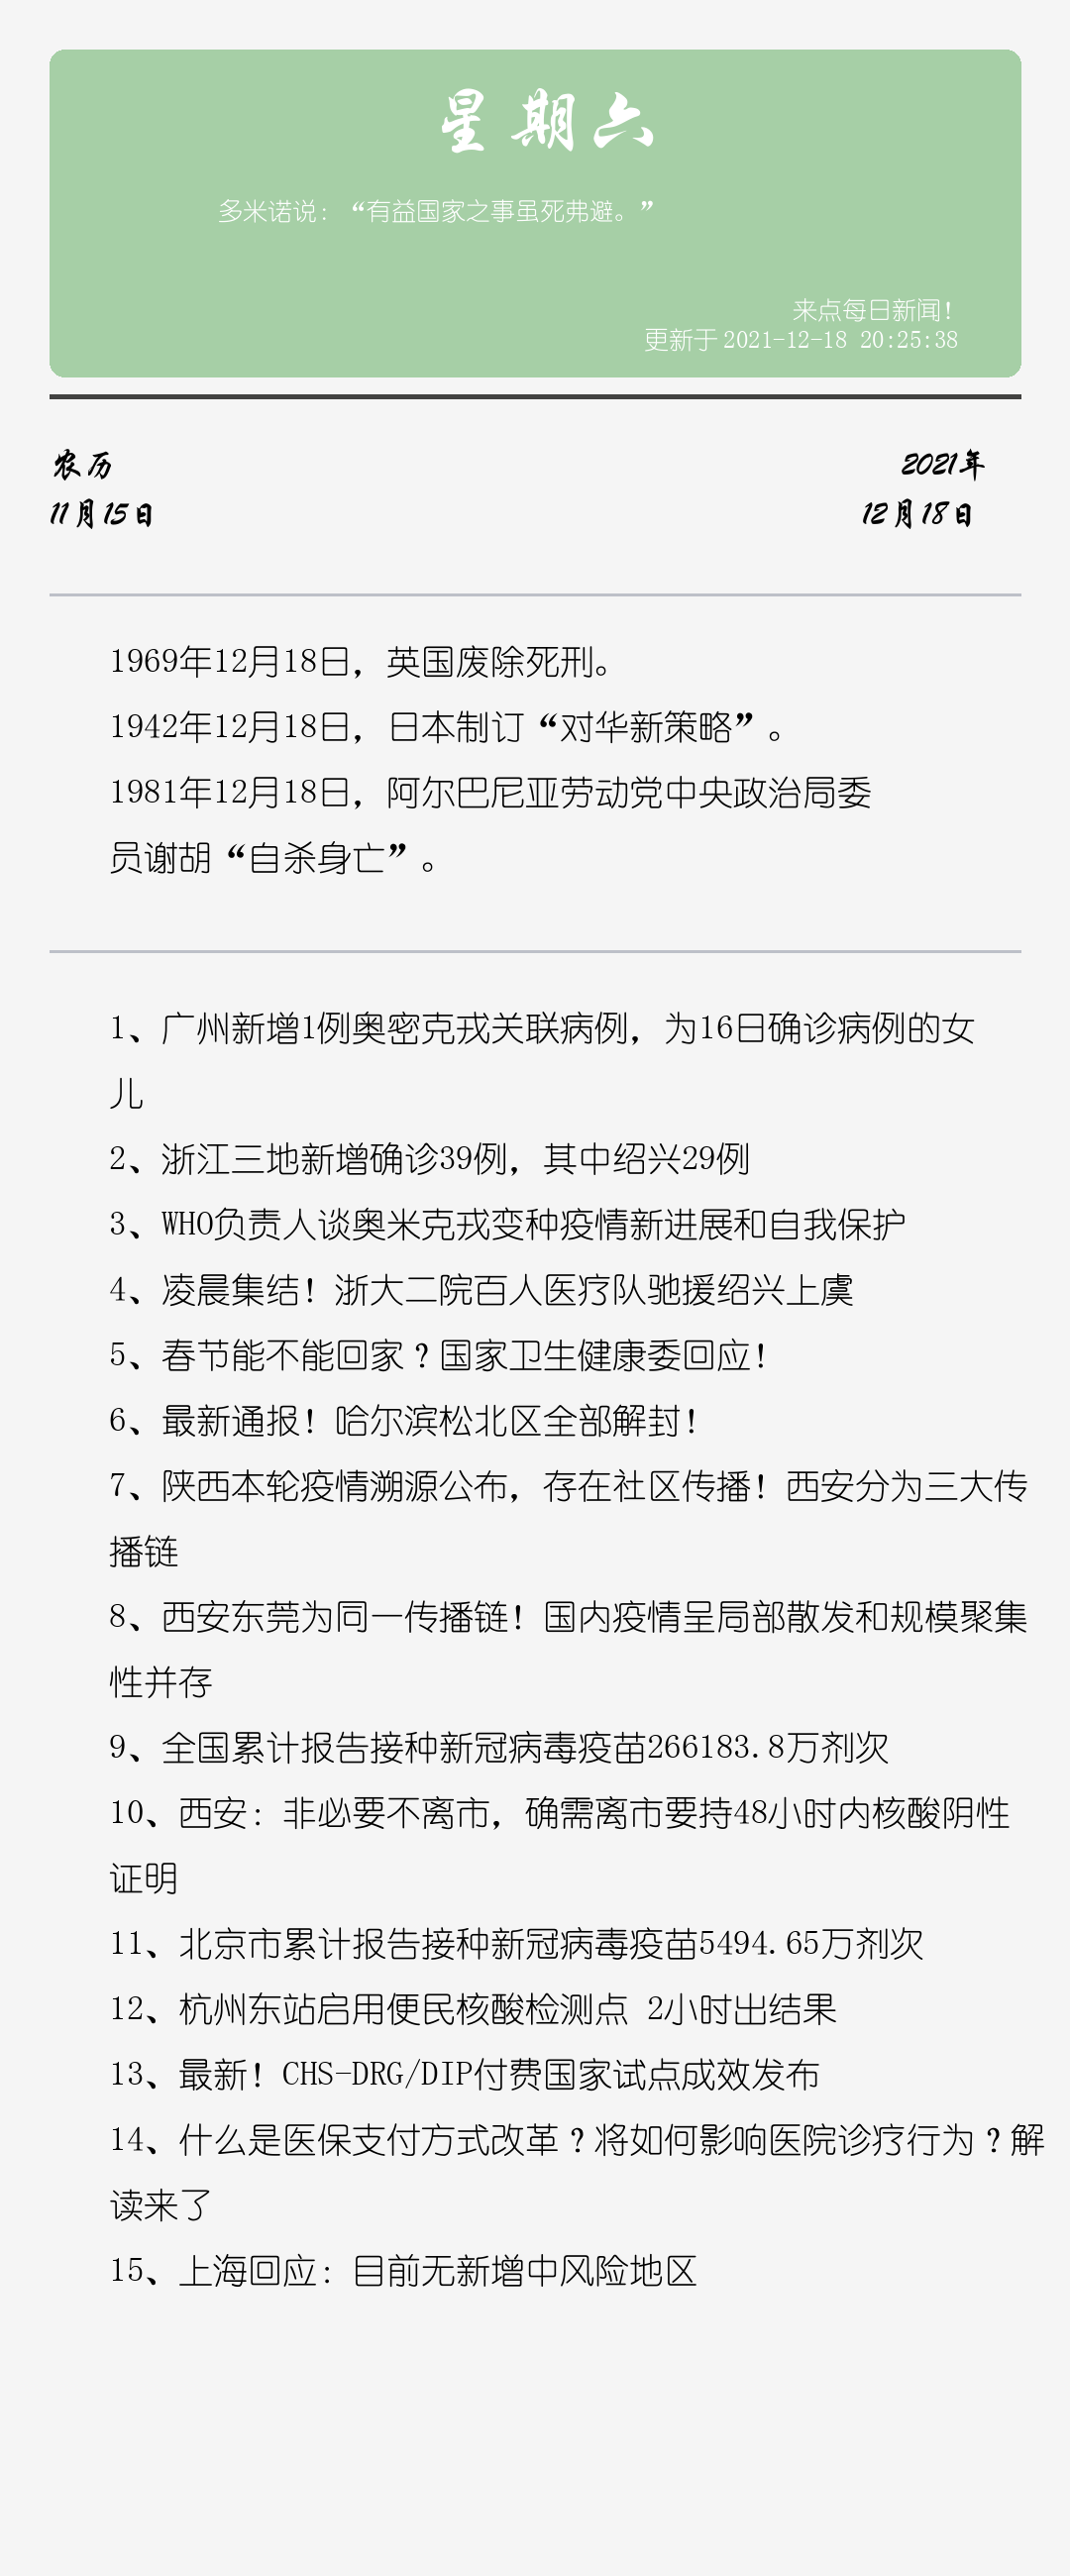 星期六
多米诺说：“有益国家之事虽死弗避。”
来点每日新闻！
更新于 2021-12-18 20:25:38
农历
2021年
11月15日
12月18日
1969年12月18日，英国废除死刑。
1942年12月18日，日本制订“对华新策略”。
1981年12月18日，阿尔巴尼亚劳动党中央政治局委
员谢胡“自杀身亡”。
1、广州新增1例奥密克戎关联病例，为16日确诊病例的女
儿
2、浙江三地新增确诊39例，其中绍兴29例
3、WHO负责人谈奥米克戎变种疫情新进展和自我保护
4、凌晨集结！浙大二院百人医疗队驰援绍兴上虞
5、春节能不能回家？国家卫生健康委回应！
6、最新通报！哈尔滨松北区全部解封！
7、陕西本轮疫情溯源公布，存在社区传播！西安分为三大传
播链
8、西安东莞为同一传播链！国内疫情呈局部散发和规模聚集
性并存
9、全国累计报告接种新冠病毒疫苗266183.8万剂次
10、西安：非必要不离市，确需离市要持48小时内核酸阴性
证明
11、北京市累计报告接种新冠病毒疫苗5494.65万剂次
12、杭州东站启用便民核酸检测点 2小时出结果
13、最新！CHS-DRG/DIP付费国家试点成效发布
14、什么是医保支付方式改革？将如何影响医院诊疗行为？解
读来了
15、上海回应：目前无新增中风险地区